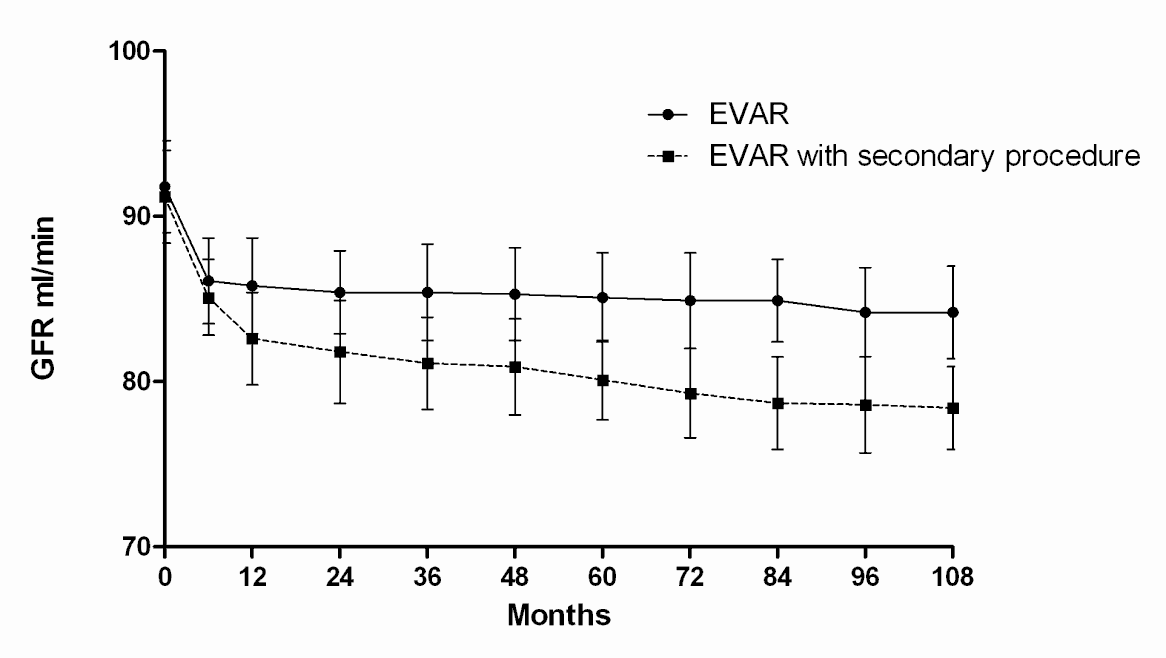 100
EVAR
EVAR with secondary procedure
90
GFR ml/min
80
70
0 12 24 36 48 60 72 84 96 108
Months